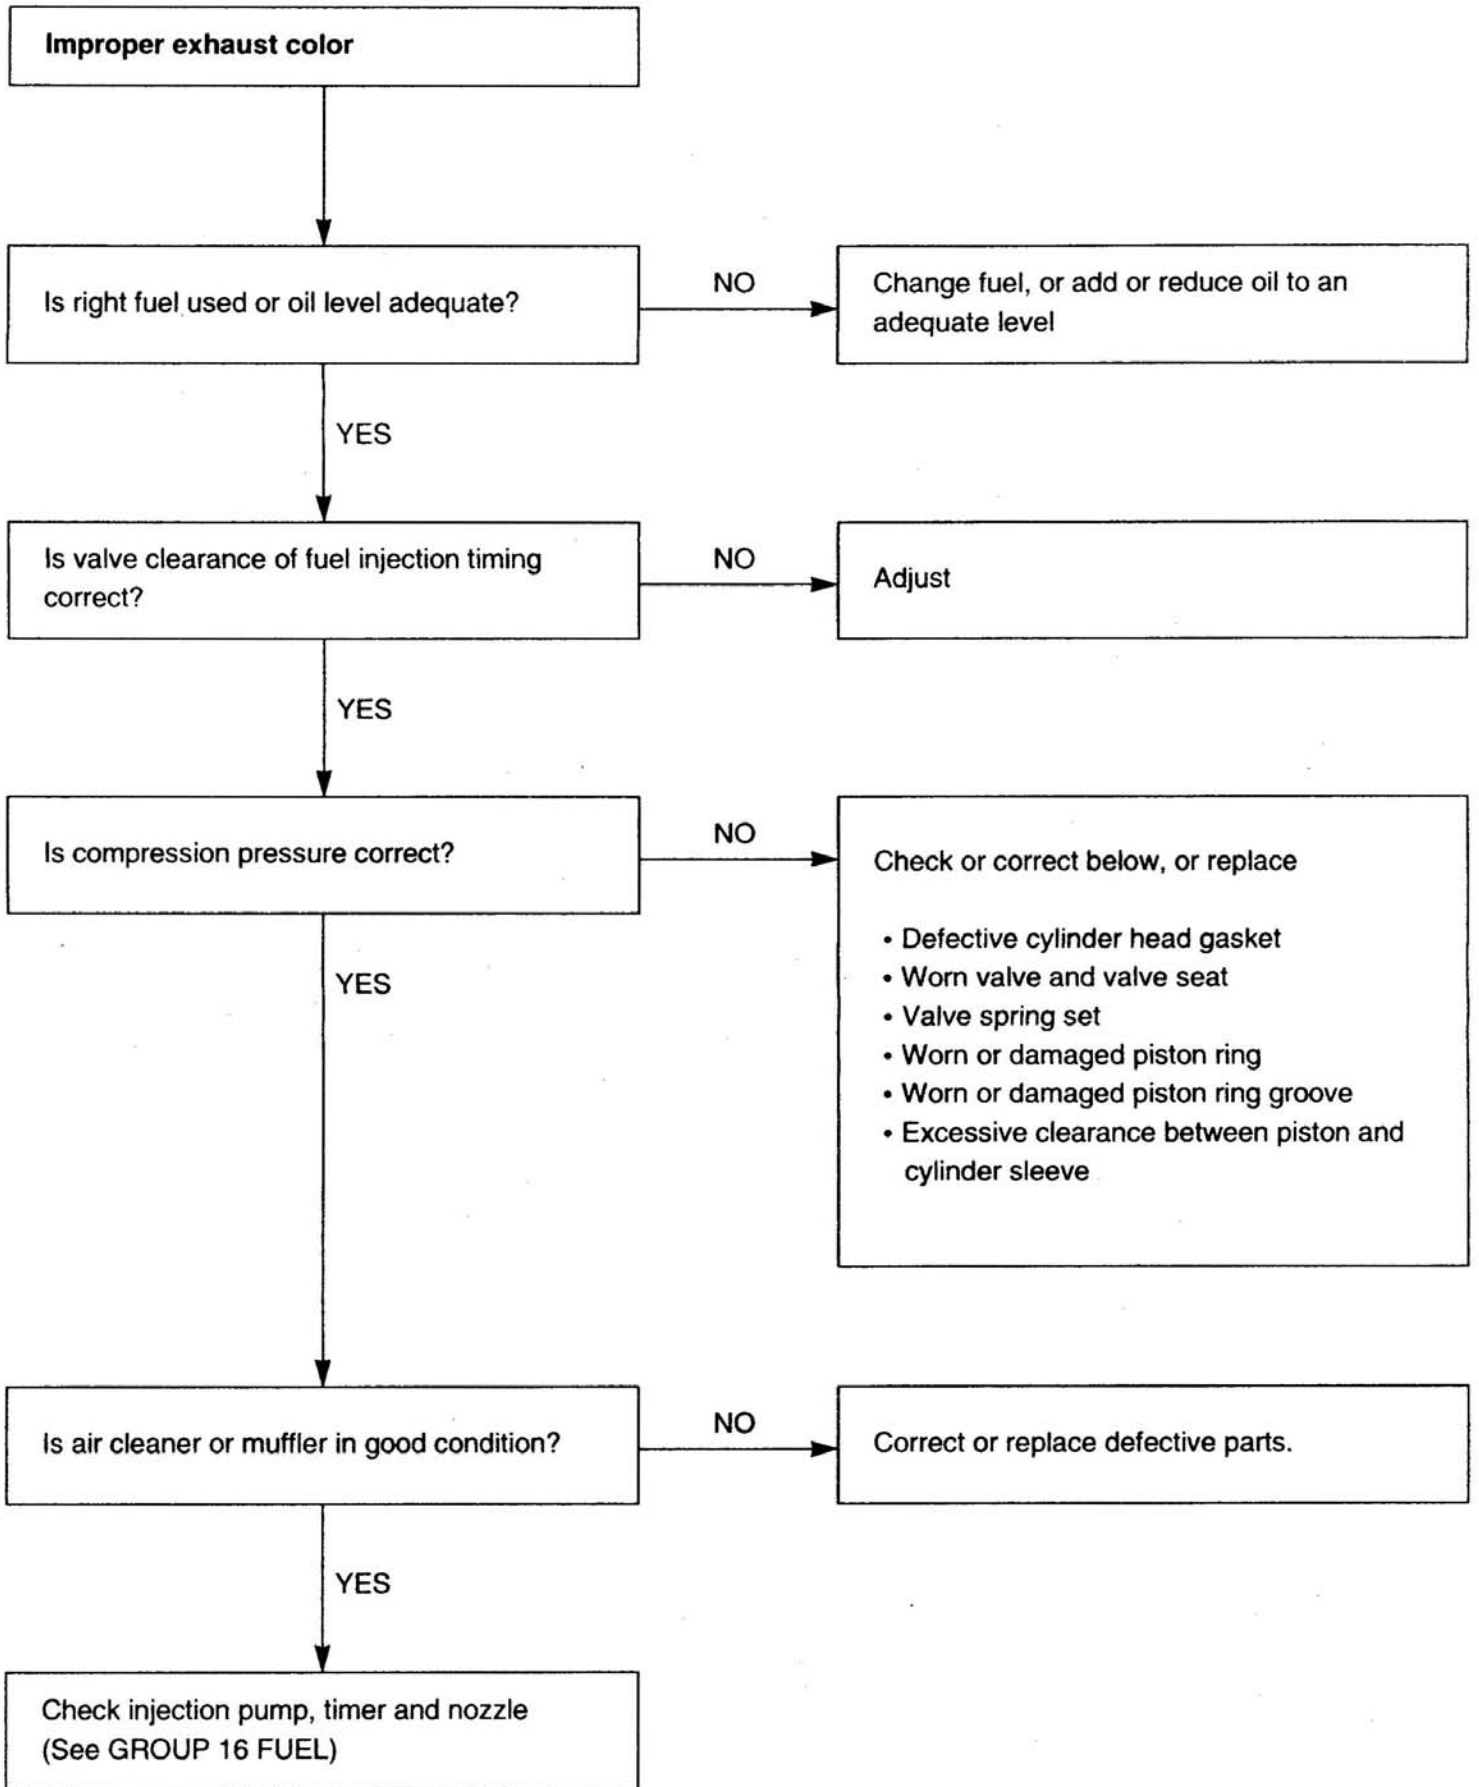 Improper exhaust color
Is right fuel used or oil level adequate?
NO
Change fuel, or add or reduce oil to an
adequate level
YES
Is valve clearance of fuel injection timing
correct?
NO
Adjust
YES
Is compression pressure correct?
NO
Check or correct below, or replace
• Defective cylinder head gasket
• Worn valve and valve seat
• Valve spring set
• Worn or damaged piston ring
• Worn or damaged piston ring groove
• Excessive clearance between piston and
cylinder sleeve
YES
Is air cleaner or muffler in good condition?
NO
Correct or replace defective parts.
YES
Check injection pump, timer and nozzle
(See GROUP 16 FUEL)